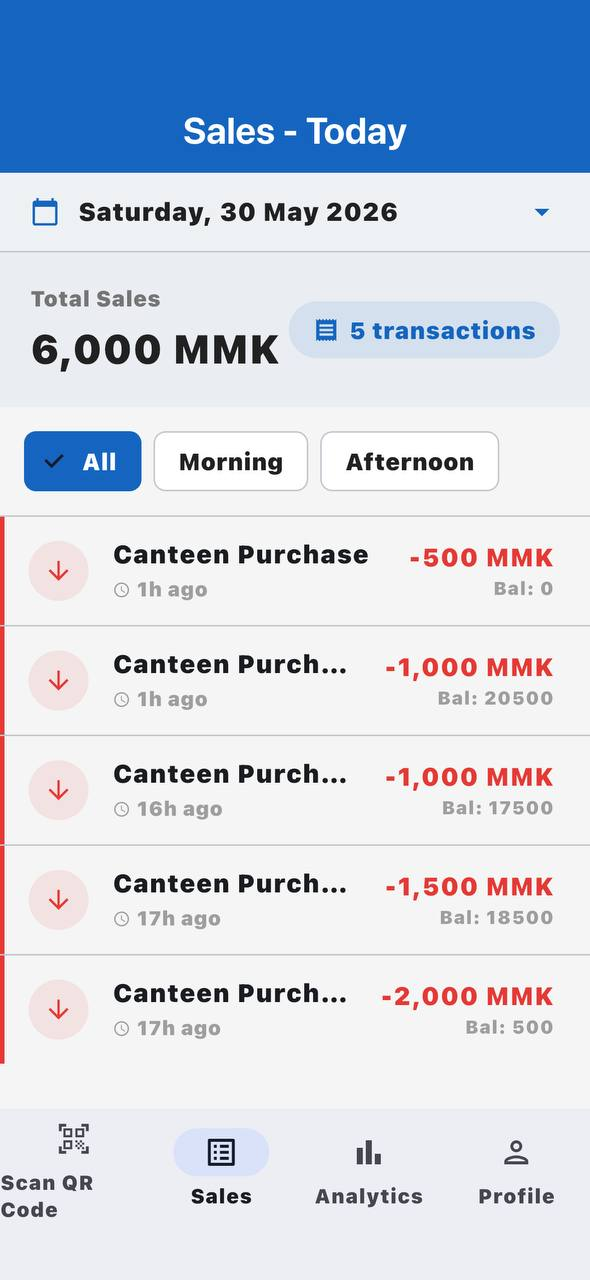 Sales - Today
Saturday, 30 May 2026
Total Sales
6,000 MMK
5 transactions
All
Morning
Afternoon
Canteen Purchase
-500 MMK
1h ago
Bal: 0
Canteen Purch...
-1,000 MMK
1h ago
Bal: 20500
Canteen Purch...
-1,000 MMK
16h ago
Bal: 17500
Canteen Purch...
-1,500 MMK
17h ago
Bal: 18500
Canteen Purch...
-2,000 MMK
17h ago
Bal: 500
Scan QR
Code
Sales
Analytics
Profile